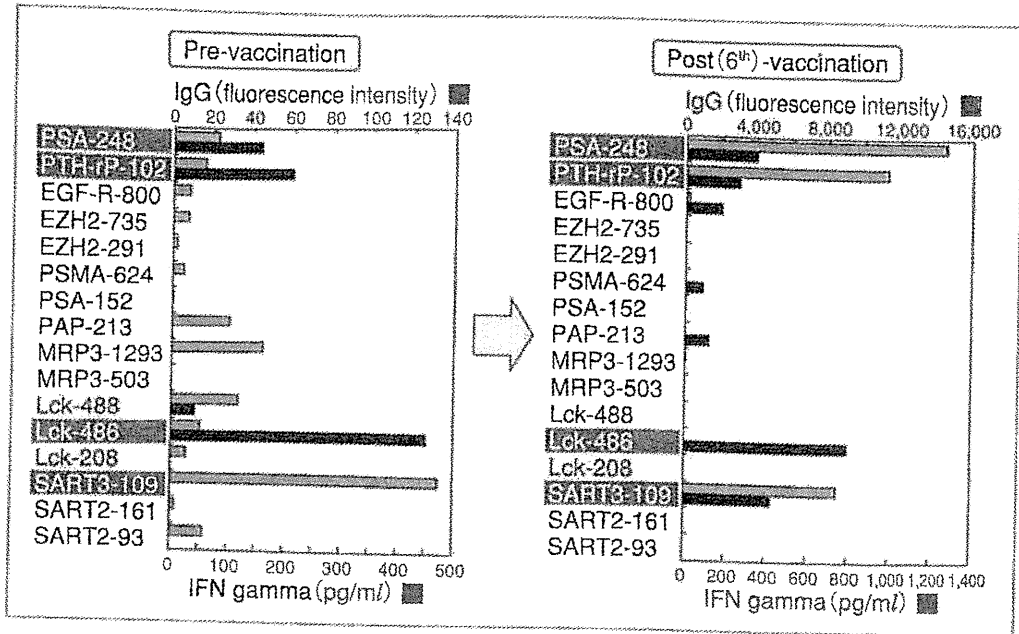 Pre-vaccination
IgG (fluorescence intensity)
0 20 40 60 80 100 120 140
PSA-248
PTH-rP-102
EGF-R-800
EZH2-735
EZH2-291
PSMA-624
PSA-152
PAP-213
MRP3-1293
MRP3-503
Lck-488
Lck-486
Lck-208
SART3-109
SART2-161
SART2-93
0 100 200 300 400 500
IFN gamma (pg/ml)
Post (6th)-vaccination
IgG (fluorescence intensity)
0 4,000 8,000 12,000 16,000
PSA-248
PTH-rP-102
EGF-R-800
EZH2-735
EZH2-291
PSMA-624
PSA-152
PAP-213
MRP3-1293
MRP3-503
Lck-488
Lck-486
Lck-208
SART3-109
SART2-161
SART2-93
0 200 400 600 800 1,000 1,200 1,400
IFN gamma (pg/ml)